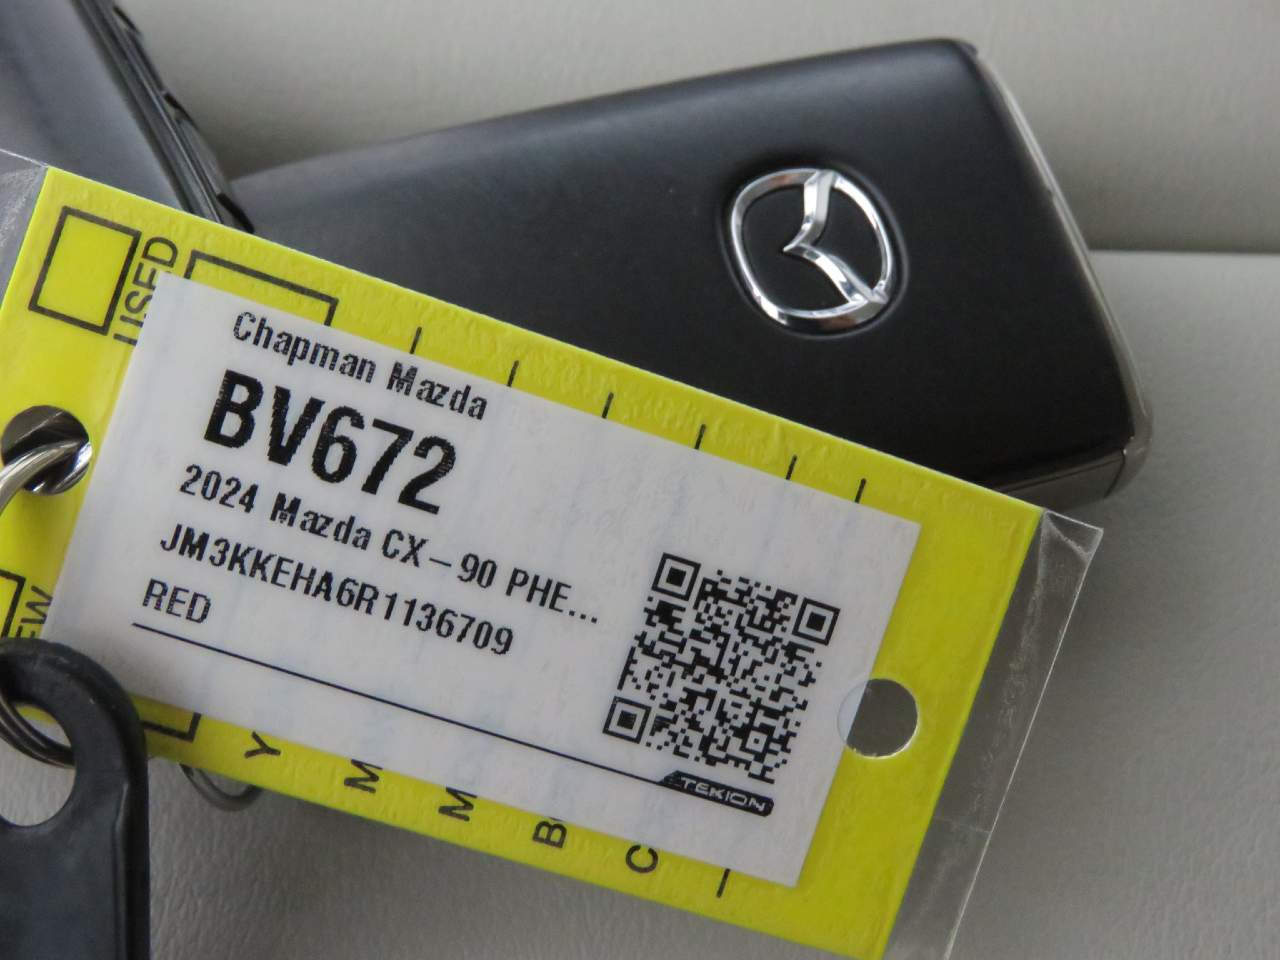 USED
Chapman Mazda
BV672
2024 Mazda CX-90 PHE...
JM3KKEHA6R1136709
RED
TEKION
Y
M
M
C